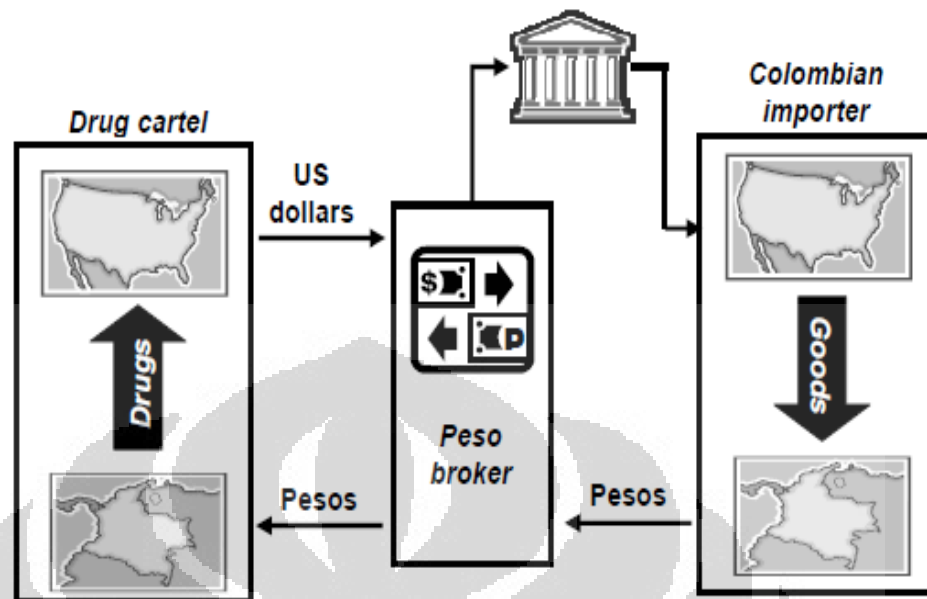 Drug cartel
Colombian
importer
US
dollars
$
P
Drugs
Goods
Peso
broker
Pesos
Pesos